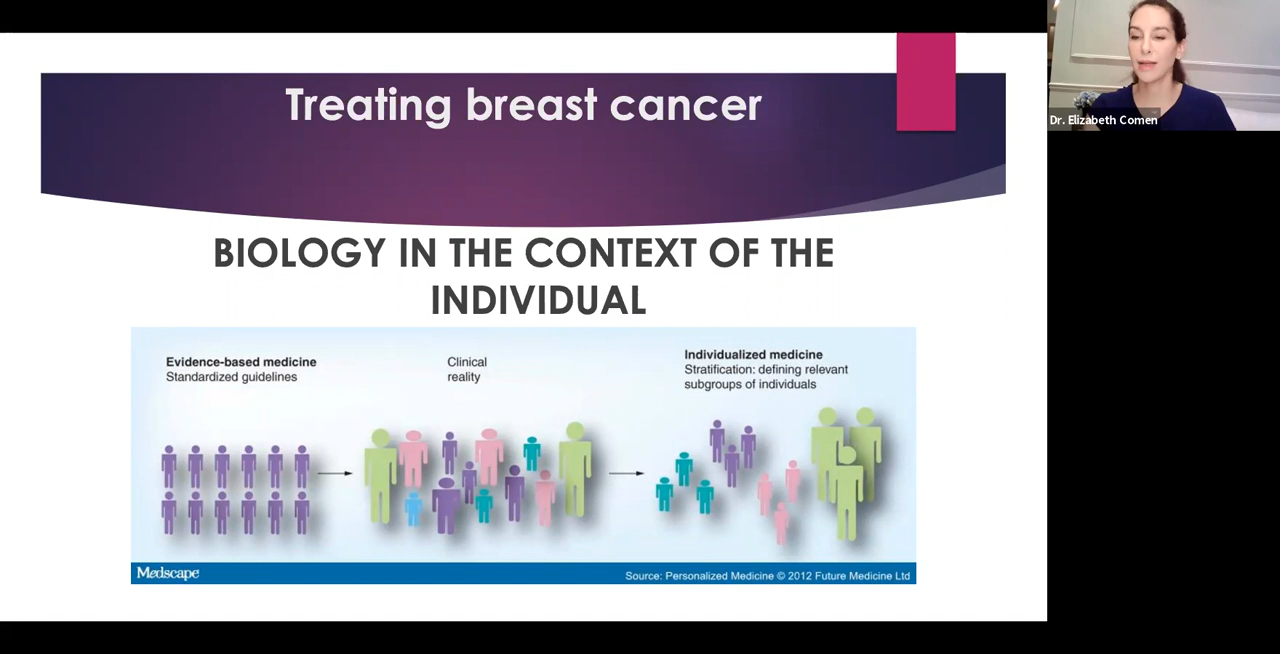 Treating breast cancer
Dr. Elizabeth Comen
BIOLOGY IN THE CONTEXT OF THE
INDIVIDUAL
Evidence-based medicine
Standardized guidelines
Clinical
reality
Individualized medicine
Stratification: defining relevant
subgroups of individuals
Medscape
Source: Personalized Medicine © 2012 Future Medicine Ltd